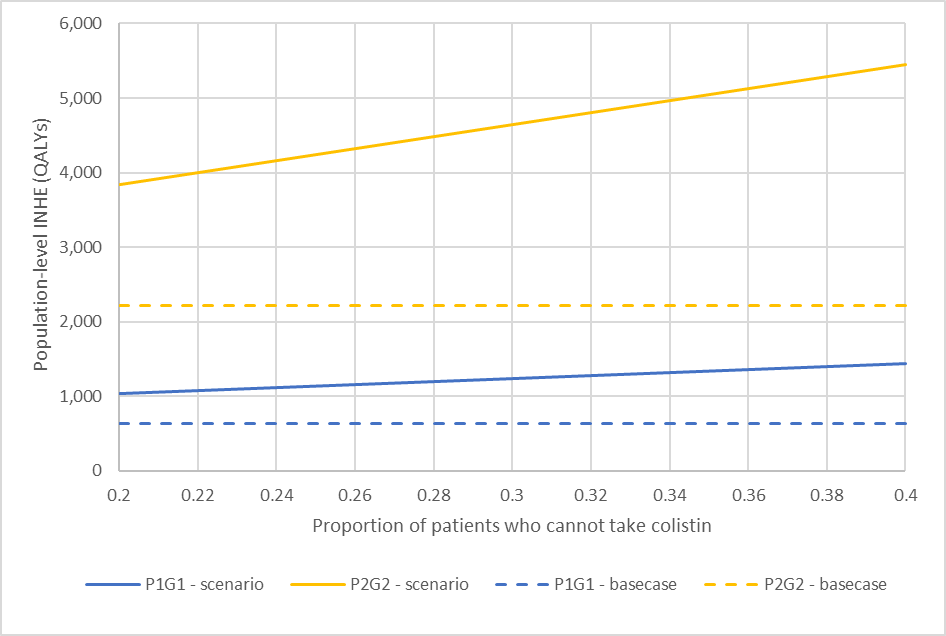 Population-level INHE (QALYs)
6,000
5,000
4,000
3,000
2,000
1,000
0
0.2 0.22 0.24 0.26 0.28 0.3 0.32 0.34 0.36 0.38 0.4
Proportion of patients who cannot take colistin
P1G1 - scenario P2G2 - scenario P1G1 - basecase P2G2 - basecase